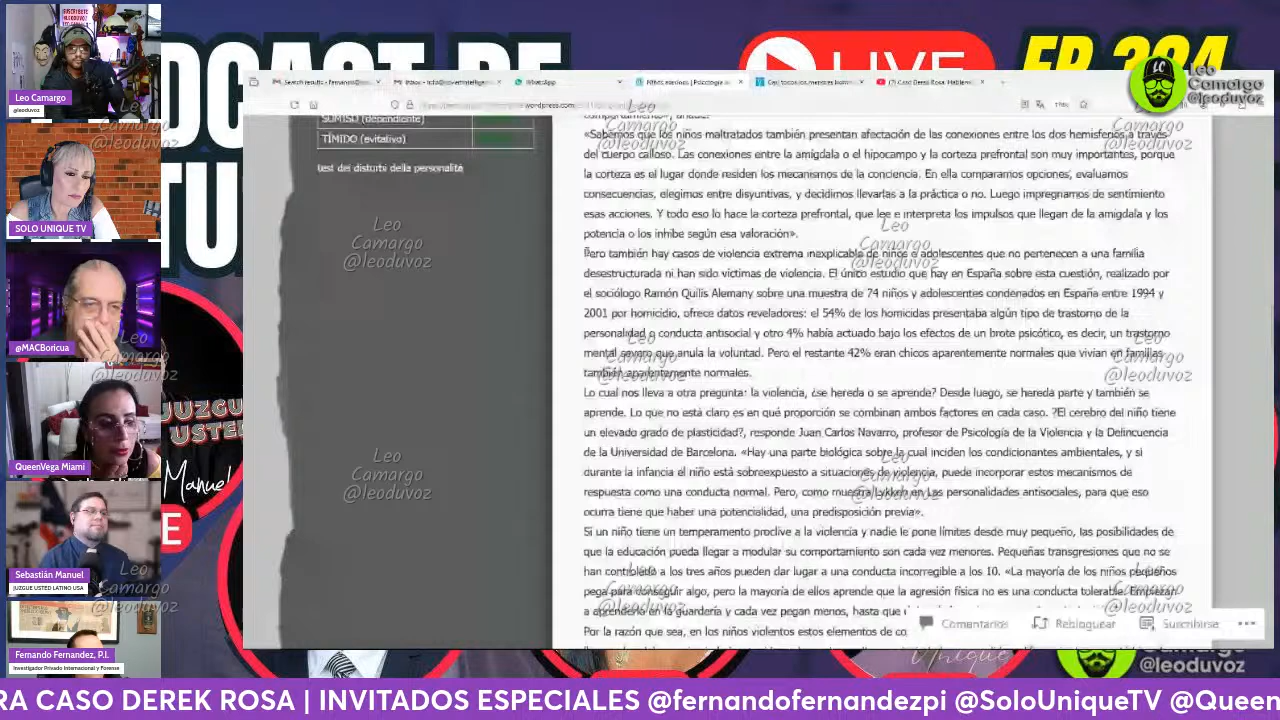 SUSCRÍBETE
LEODUVOZ
Leo Camargo
@leoduvoz
SOLO UNIQUE TV
@MACBoricua
QueenVega Miami
Sebastián Manuel
JUZGUE USTED LATINO USA
Fernando Fernandez, P.I.
Investigador Privado Internacional y Forense
DCAST DE
TU
LIVE
EP. 284
LC
Leo
Camargo
@leoduvoz
WhatsApp
wordpress.com
SUMISO (dependiente)
TÍMIDO (evitativo)
test dei disturbi della personalità
«Sabemos que los niños maltratados también presentan afectación de las conexiones entre los dos hemisferios a través
del cuerpo calloso. Las conexiones entre la amígdala o el hipocampo y la corteza prefrontal son muy importantes, porque
la corteza es el lugar donde residen los mecanismos de la conciencia. En ella comparamos opciones, evaluamos
consecuencias, elegimos entre disyuntivas, y decidimos llevarlas a la práctica o no. Luego impregnamos de sentimiento
esas acciones. Y todo eso lo hace la corteza prefrontal, que lee e interpreta los impulsos que llegan de la amígdala y los
potencia o los inhibe según esa valoración».
Pero también hay casos de violencia extrema inexplicable de niños o adolescentes que no pertenecen a una familia
desestructurada ni han sido víctimas de violencia. El único estudio que hay en España sobre esta cuestión, realizado por
el sociólogo Ramón Quilis Alemany sobre una muestra de 74 niños y adolescentes condenados en España entre 1994 y
2001 por homicidio, ofrece datos reveladores: el 54% de los homicidas presentaba algún tipo de trastorno de la
personalidad o conducta antisocial y otro 4% había actuado bajo los efectos de un brote psicótico, es decir, un trastorno
mental severo que anula la voluntad. Pero el restante 42% eran chicos aparentemente normales que vivían en familias
también aparentemente normales.
Lo cual nos lleva a otra pregunta: la violencia, ¿se hereda o se aprende? Desde luego, se hereda parte y también se
aprende. Lo que no está claro es en qué proporción se combinan ambos factores en cada caso. ?El cerebro del niño tiene
un elevado grado de plasticidad?, responde Juan Carlos Navarro, profesor de Psicología de la Violencia y la Delincuencia
de la Universidad de Barcelona. «Hay una parte biológica sobre la cual inciden los condicionantes ambientales, y si
durante la infancia el niño está sobreexpuesto a situaciones de violencia, puede incorporar estos mecanismos de
respuesta como una conducta normal. Pero, como muestra Lykken en Las personalidades antisociales, para que eso
ocurra tiene que haber una potencialidad, una predisposición previa».
Si un niño tiene un temperamento proclive a la violencia y nadie le pone límites desde muy pequeño, las posibilidades de
que la educación pueda llegar a modular su comportamiento son cada vez menores. Pequeñas transgresiones que no se
han controlado a los tres años pueden dar lugar a una conducta incorregible a los 10. «La mayoría de los niños pequeños
pega para conseguir algo, pero la mayoría de ellos aprende que la agresión física no es una conducta tolerable. Empiezan
a aprenderlo en la guardería y cada vez pegan menos, hasta que
Por la razón que sea, en los niños violentos estos elementos de co
Comentarios
Rebloguear
Suscribirse
JUZGUE
USTED
Manuel
Unique
@leoduvoz
RA CASO DEREK ROSA | INVITADOS ESPECIALES @fernandofernandezpi @SoloUniqueTV @Queen